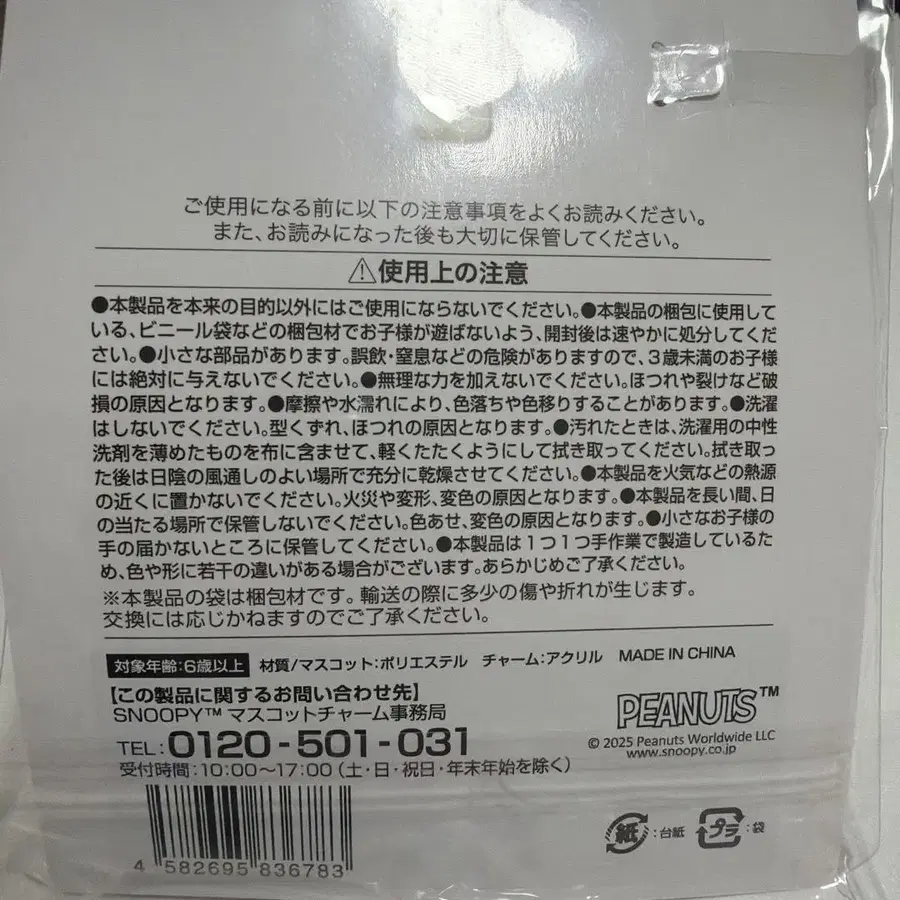 ご使用になる前に以下の注意事項をよくお読みください。
また、お読みになった後も大切に保管してください。
⚠使用上の注意
●本製品を本来の目的以外にはご使用にならないでください。●本製品の梱包に使用して
いる、ビニール袋などの梱包材でお子様が遊ばないよう、開封後は速やかに処分してくだ
さい。●小さな部品があります。誤飲・窒息などの危険がありますので、3歳未満のお子様
には絶対に与えないでください。●無理な力を加えないでください。ほつれや裂けなど破
損の原因となります。●摩擦や水濡れにより、色落ちや色移りすることがあります。●洗濯
はしないでください。型くずれ、ほつれの原因となります。●汚れたときは、洗濯用の中性
洗剤を薄めたものを布に含ませて、軽くたたくようにして拭き取ってください。拭き取っ
た後は日陰の風通しのよい場所で充分に乾燥させてください。●本製品を火気などの熱源
の近くに置かないでください。火災や変形、変色の原因となります。●本製品を長い間、日
の当たる場所で保管しないでください。色あせ、変色の原因となります。●小さなお子様の
手の届かないところに保管してください。●本製品は1つ1つ手作業で製造しているた
め、色や形に若干の違いがある場合がございます。あらかじめご了承ください。
※本製品の袋は梱包材です。輸送の際に多少の傷や折れが生じます。
交換には応じかねますのでご了承ください。
対象年齢:6歳以上 材質/マスコット:ポリエステル チャーム:アクリル MADE IN CHINA
【この製品に関するお問い合わせ先】
SNOOPY™ マスコットチャーム事務局
TEL:0120-501-031
受付時間:10:00〜17:00(土・日・祝日・年末年始を除く)
PEANUTS™
© 2025 Peanuts Worldwide LLC
www.snoopy.co.jp
4 582695 836783
紙:台紙 プラ:袋